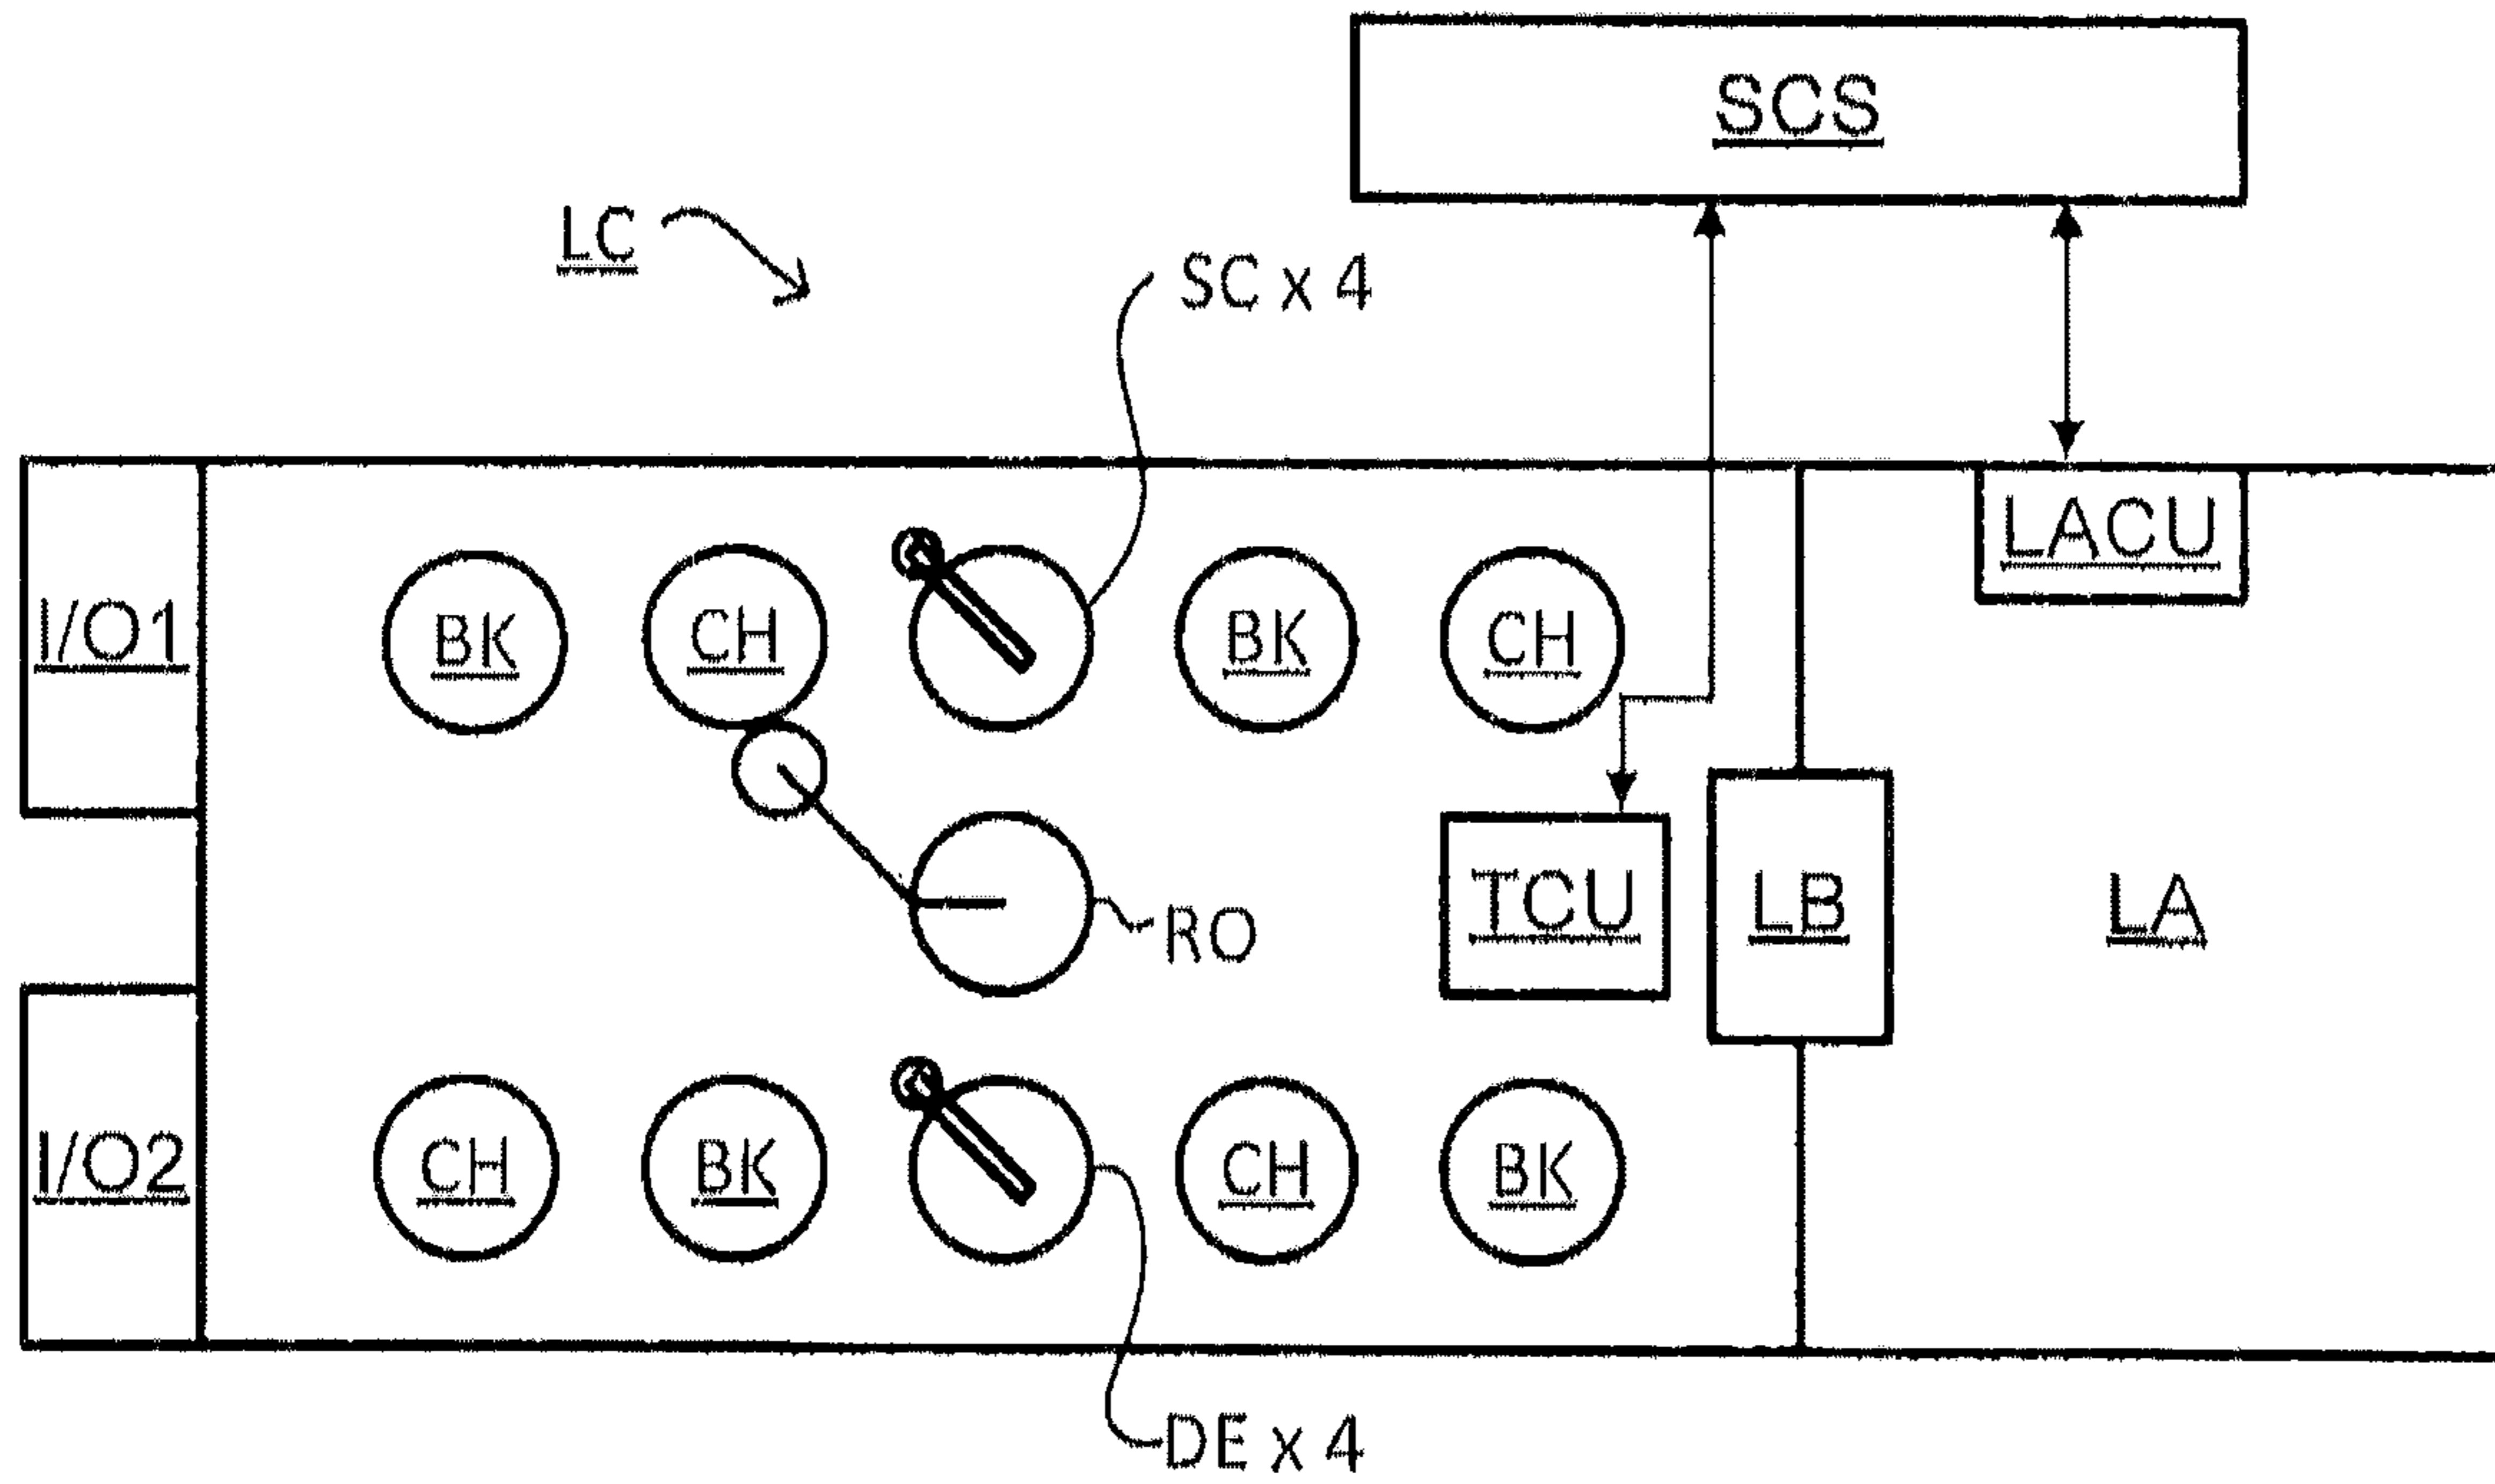 SCS
LC
SC x 4
LACU
I/O1
BK
CH
BK
CH
TCU
LB
LA
RO
I/O2
CH
BK
CH
BK
DE x 4